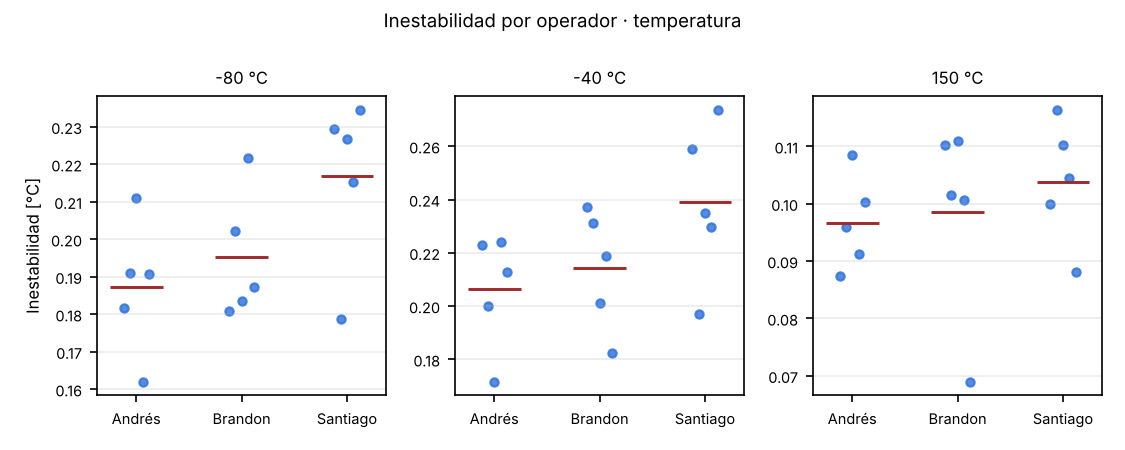 Inestabilidad por operador · temperatura
-80 °C
-40 °C
150 °C
Inestabilidad [°C]
0.23
0.22
0.21
0.20
0.19
0.18
0.17
0.16
0.26
0.24
0.22
0.20
0.18
0.11
0.10
0.09
0.08
0.07
Andrés Brandon Santiago
Andrés Brandon Santiago
Andrés Brandon Santiago